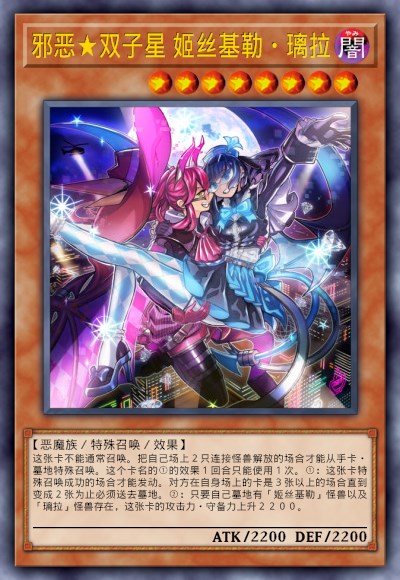 邪恶★双子星 姬丝基勒・璃拉
やみ
闇
【恶魔族／特殊召唤／效果】
这张卡不能通常召唤。把自己场上２只连接怪兽解放的场合才能从手卡・
墓地特殊召唤。这个卡名的①的效果１回合只能使用１次。①：这张卡特
殊召唤成功的场合才能发动。对方在自身场上的卡是３张以上的场合直到
变成２张为止必须送去墓地。②：只要自己墓地有「姬丝基勒」怪兽以及
「璃拉」怪兽存在，这张卡的攻击力・守备力上升２２００。
ATK/2200 DEF/2200